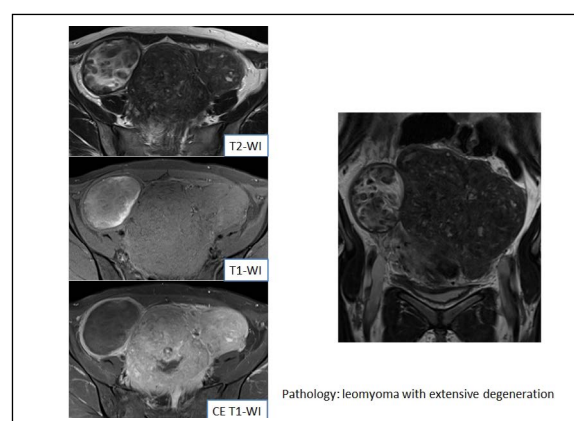 T2-WI
T1-WI
CE T1-WI
Pathology: leomyoma with extensive degeneration